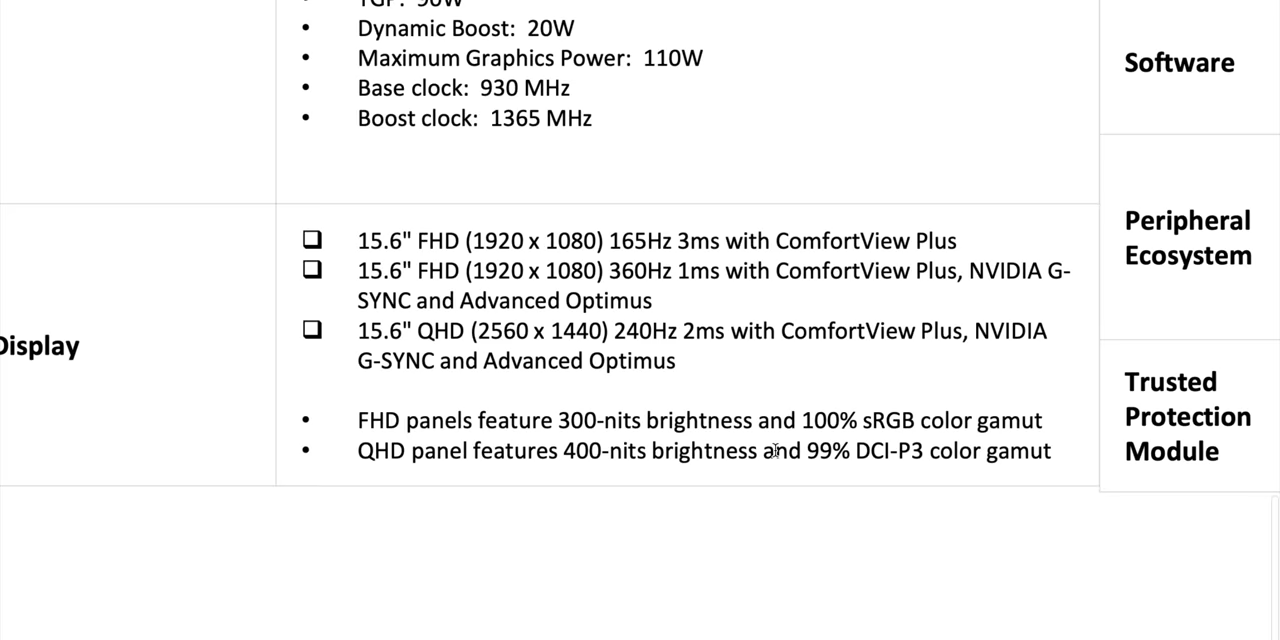 TGP: 90W
• Dynamic Boost: 20W
• Maximum Graphics Power: 110W
• Base clock: 930 MHz
• Boost clock: 1365 MHz
Display
❑ 15.6" FHD (1920 x 1080) 165Hz 3ms with ComfortView Plus
❑ 15.6" FHD (1920 x 1080) 360Hz 1ms with ComfortView Plus, NVIDIA G-
SYNC and Advanced Optimus
❑ 15.6" QHD (2560 x 1440) 240Hz 2ms with ComfortView Plus, NVIDIA
G-SYNC and Advanced Optimus
• FHD panels feature 300-nits brightness and 100% sRGB color gamut
• QHD panel features 400-nits brightness and 99% DCI-P3 color gamut
Software
Peripheral
Ecosystem
Trusted
Protection
Module